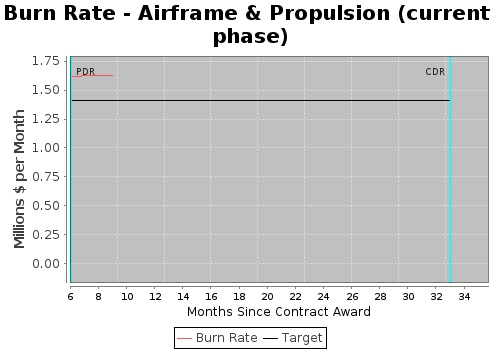 Burn Rate - Airframe & Propulsion (current
phase)
Millions $ per Month
1.75
1.50
1.25
1.00
0.75
0.50
0.25
0.00
PDR
CDR
6 8 10 12 14 16 18 20 22 24 26 28 30 32 34
Months Since Contract Award
Burn Rate Target